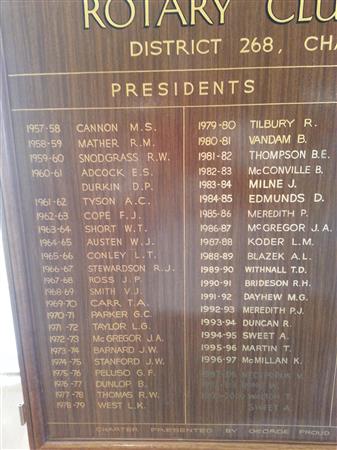 ROTARY CLU
DISTRICT 268, CHA
PRESIDENTS
1957-58 CANNON M.S.
1958-59 MATHER R.M.
1959-60 SNODGRASS R.W.
1960-61 ADCOCK E.S.
DURKIN D.P.
1961-62 TYSON A.C.
1962-63 COPE F.J.
1963-64 SHORT W.T.
1964-65 AUSTEN W.J.
1965-66 CONLEY L.T.
1966-67 STEWARDSON R.J.
1967-68 ROSS J.P.
1968-69 SMITH V.J.
1969-70 CARR T.A.
1970-71 PARKER G.C.
1971-72 TAYLOR L.G.
1972-73 McGREGOR J.A.
1973-74 BARNARD J.W.
1974-75 STANFORD J.W.
1975-76 PELUSO G.F.
1976-77 DUNLOP B.
1977-78 THOMAS R.W.
1978-79 WEST L.K.
1979-80 TILBURY R.
1980-81 VANDAM B.
1981-82 THOMPSON B.E.
1982-83 McCONVILLE B.
1983-84 MILNE J.
1984-85 EDMUNDS D.
1985-86 MEREDITH P.
1986-87 McGREGOR J.A.
1987-88 KODER L.M.
1988-89 BLAZEK A.L.
1989-90 WITHNALL T.D.
1990-91 BRIDESON R.H.
1991-92 DAYHEW M.G.
1992-93 MEREDITH P.J.
1993-94 DUNCAN R.
1994-95 SWEET A.
1995-96 MARTIN T.
1996-97 McMILLAN K.
SWEET A.
CHARTER PRESENTED BY GEORGE PROUD